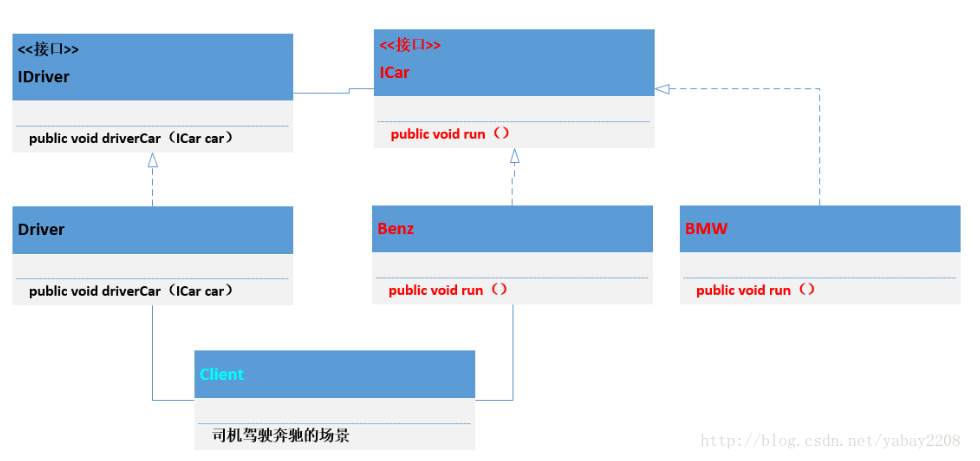 <<接口>>
IDriver
public void driverCar（ICar car）
<<接口>>
ICar
public void run（）
Driver
public void driverCar（ICar car）
Benz
public void run（）
BMW
public void run（）
Client
司机驾驶奔驰的场景
http://blog.csdn.net/yabay2208